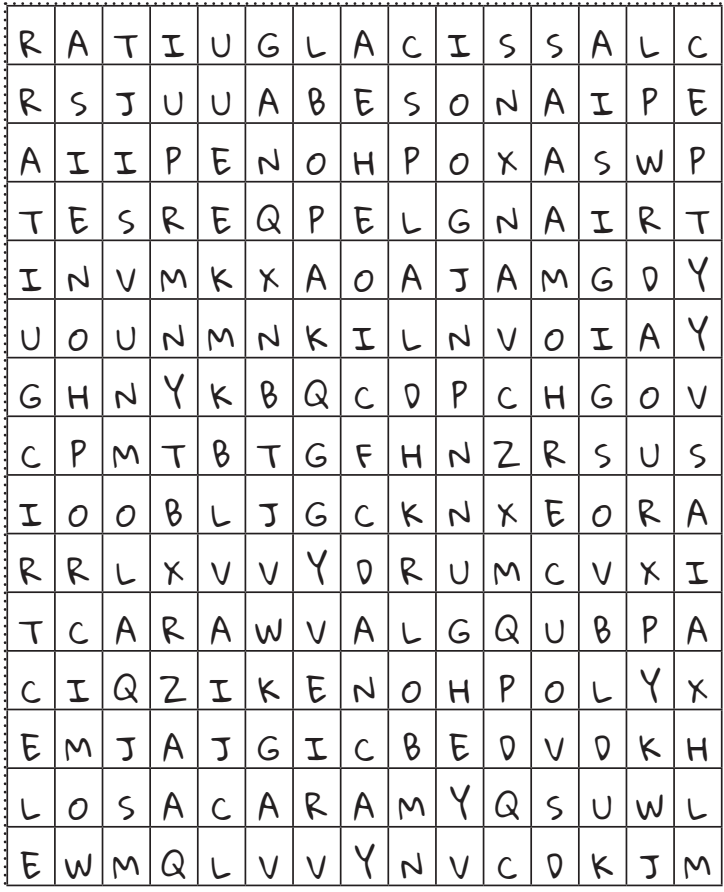 R A T I U G L A C I S S A L C
R S J U U A B E S O N A I P E
A I I P E N O H P O X A S W P
T E S R E Q P E L G N A I R T
I N V M K X A O A J A M G D Y
U O U N M N K I L N V O I A Y
G H N Y K B Q C D P C H G O V
C P M T B T G F H N Z R S U S
I O O B L J G C K N X E O R A
R R L X V V Y D R U M C V X I
T C A R A W V A L G Q U B P A
C I Q Z I K E N O H P O L Y X
E M J A J G I C B E D V D K H
L O S A C A R A M Y Q S U W L
E W M Q L V V Y N V C D K J M